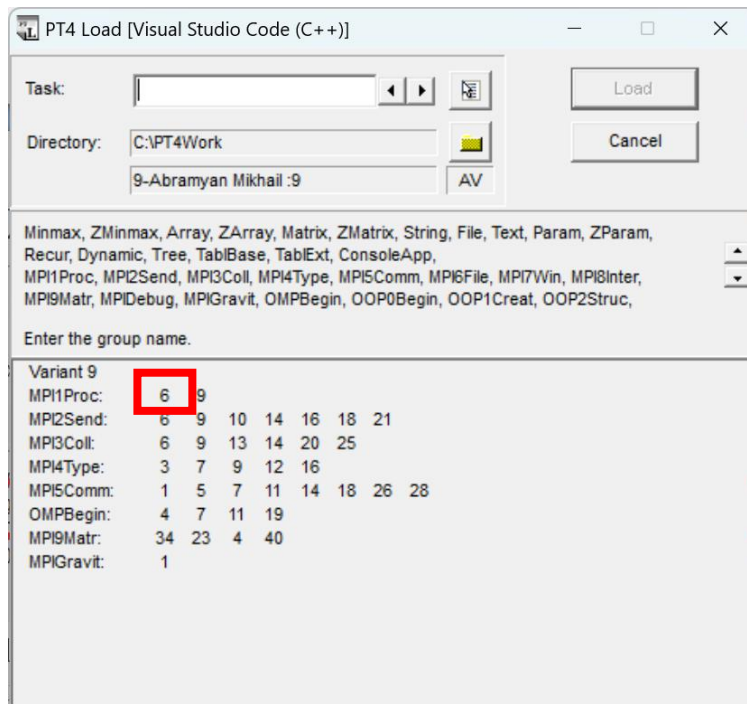 PT4 Load [Visual Studio Code (C++)]
Task:
Load
Directory: C:\PT4Work
Cancel
9-Abramyan Mikhail :9 AV
Minmax, ZMinmax, Array, ZArray, Matrix, ZMatrix, String, File, Text, Param, ZParam,
Recur, Dynamic, Tree, TablBase, TablExt, ConsoleApp,
MPI1Proc, MPI2Send, MPI3Coll, MPI4Type, MPI5Comm, MPI6File, MPI7Win, MPI8Inter,
MPI9Matr, MPIDebug, MPIGravit, OMPBegin, OOP0Begin, OOP1Creat, OOP2Struc,
Enter the group name.
Variant 9
MPI1Proc: 6 9
MPI2Send: 6 9 10 14 16 18 21
MPI3Coll: 6 9 13 14 20 25
MPI4Type: 3 7 9 12 16
MPI5Comm: 1 5 7 11 14 18 26 28
OMPBegin: 4 7 11 19
MPI9Matr: 34 23 4 40
MPIGravit: 1